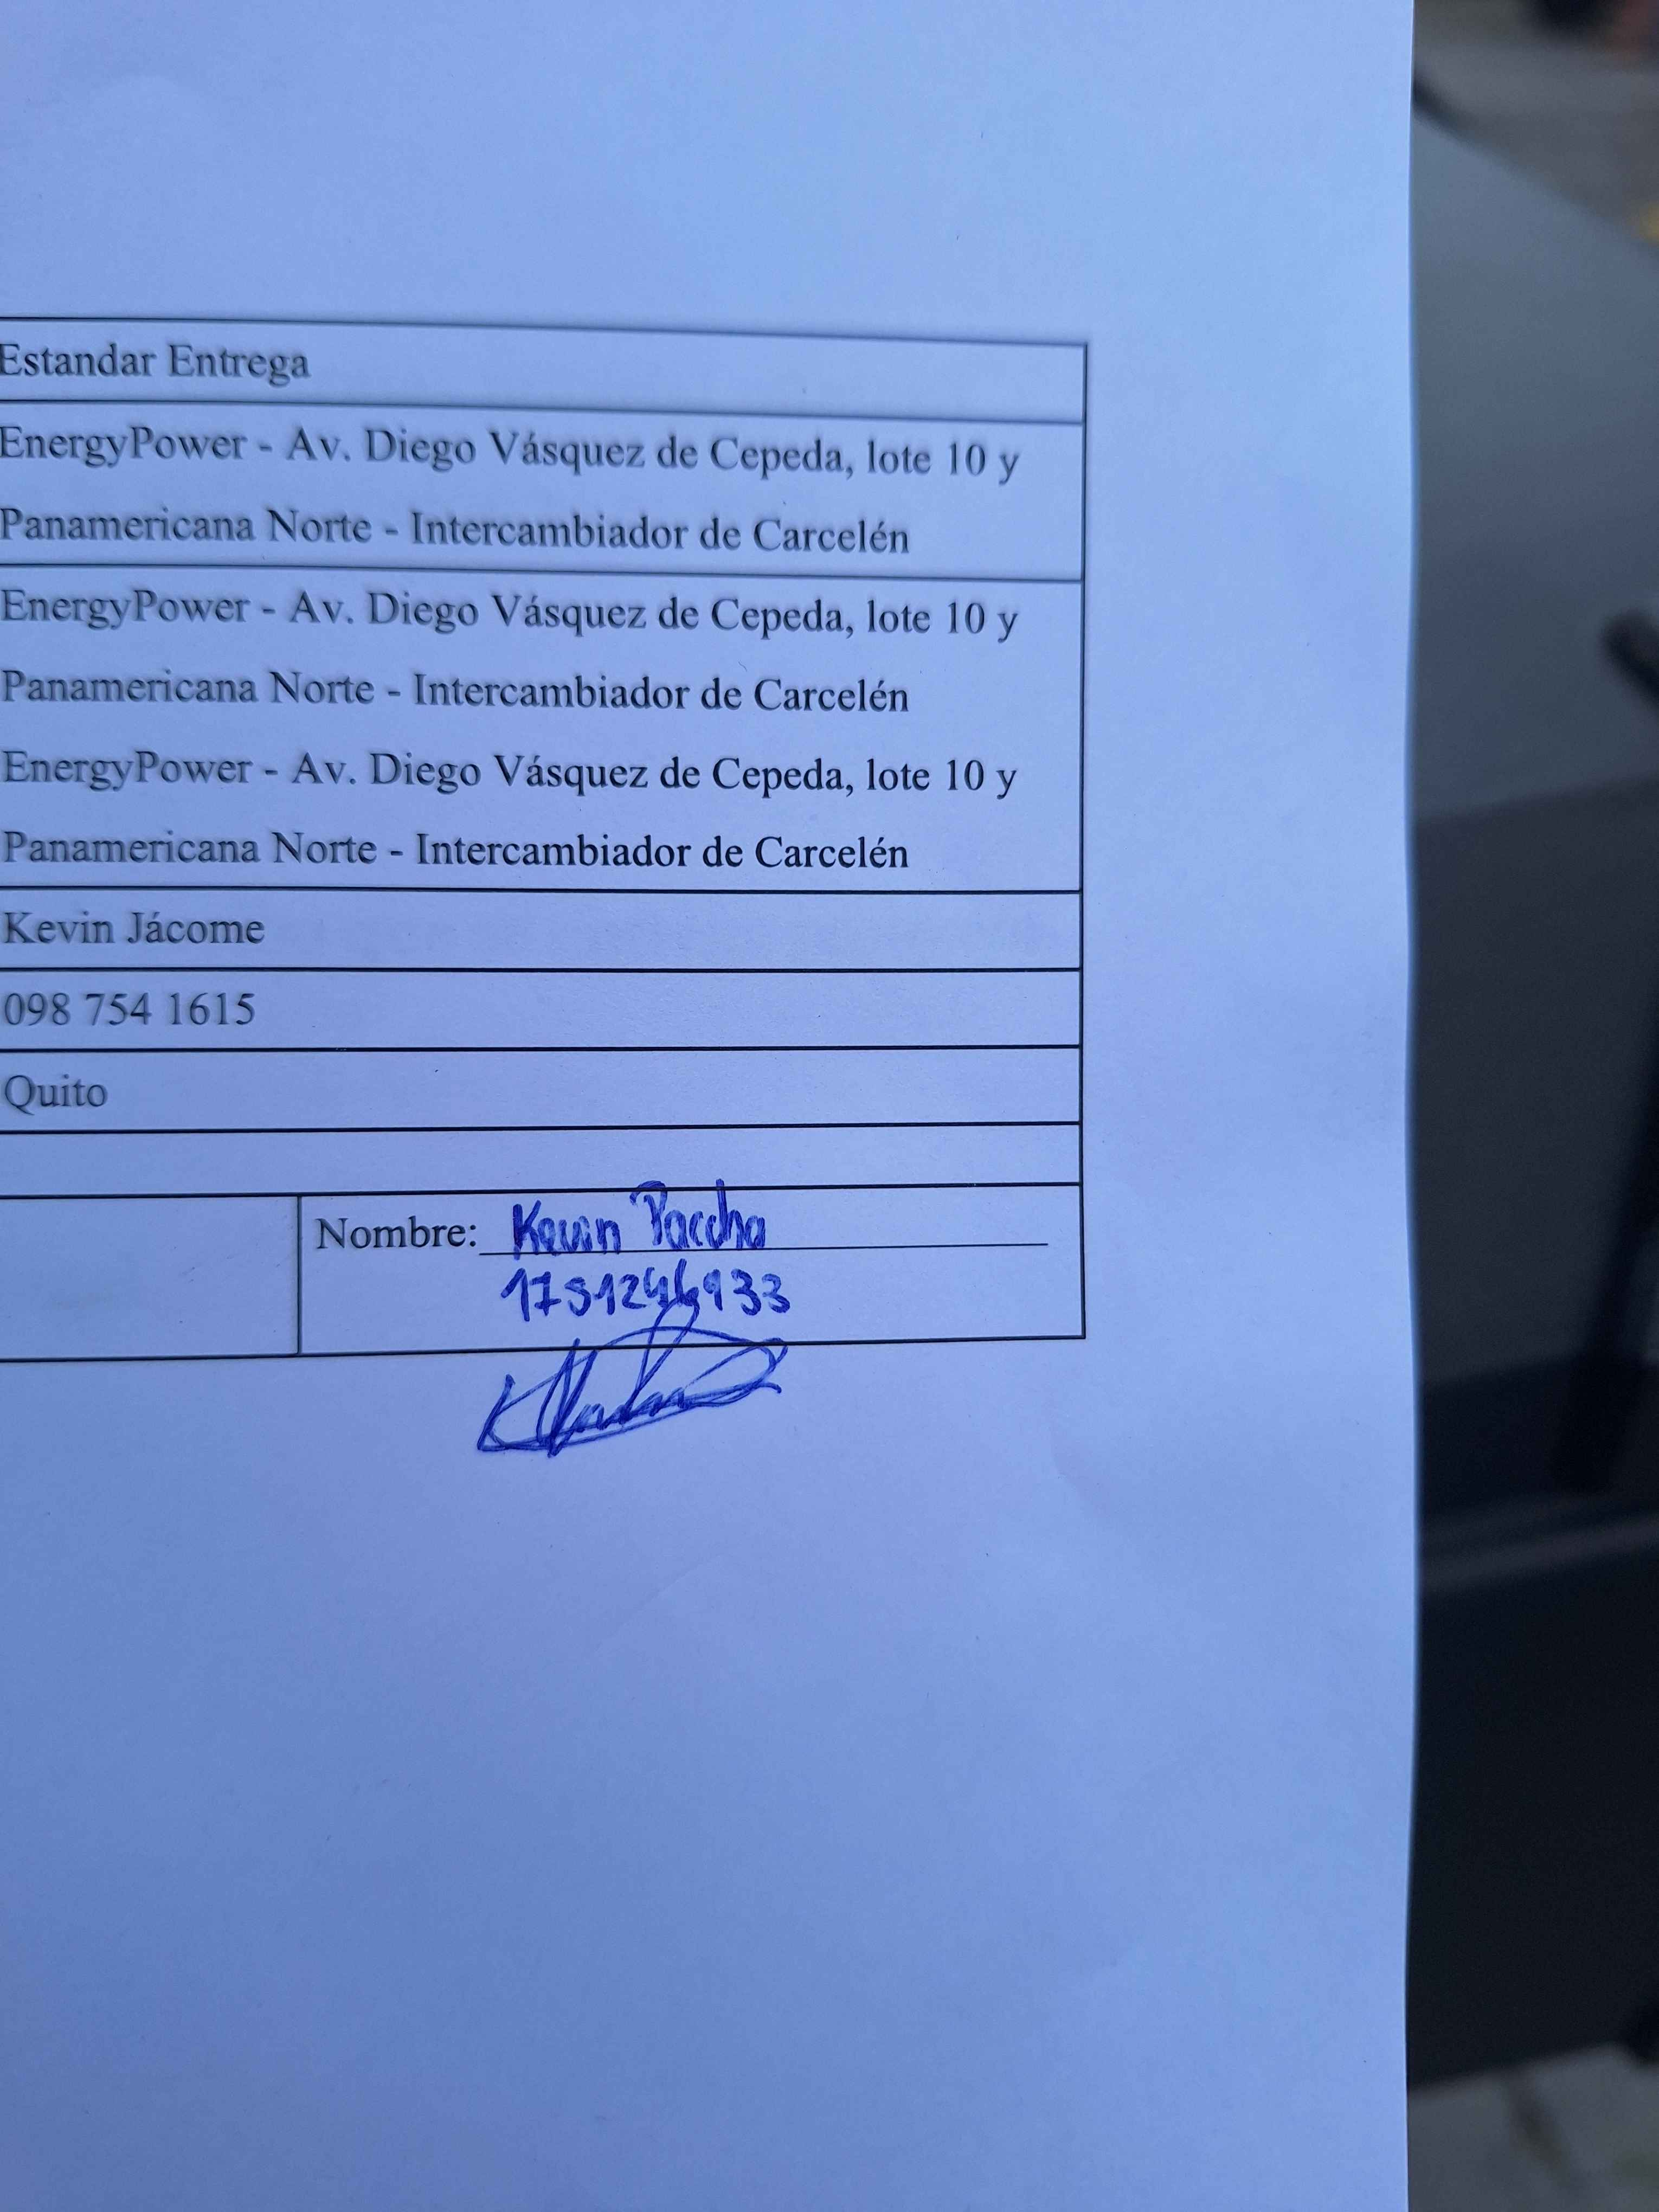 Estandar Entrega
EnergyPower - Av. Diego Vásquez de Cepeda, lote 10 y
Panamericana Norte - Intercambiador de Carcelén
EnergyPower - Av. Diego Vásquez de Cepeda, lote 10 y
Panamericana Norte - Intercambiador de Carcelén
EnergyPower - Av. Diego Vásquez de Cepeda, lote 10 y
Panamericana Norte - Intercambiador de Carcelén
Kevin Jácome
098 754 1615
Quito
Nombre: Kevin Paccha